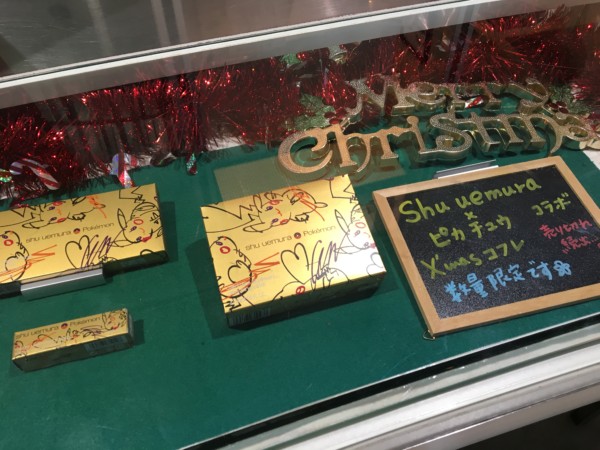 Merry
Christmas
shu uemura Pokémon
shu uemura Pokémon
shu uemura Pokémon
Shu uemura
×
ピカチュウ コラボ
X'masコフレ
数量限定です
売り切れ